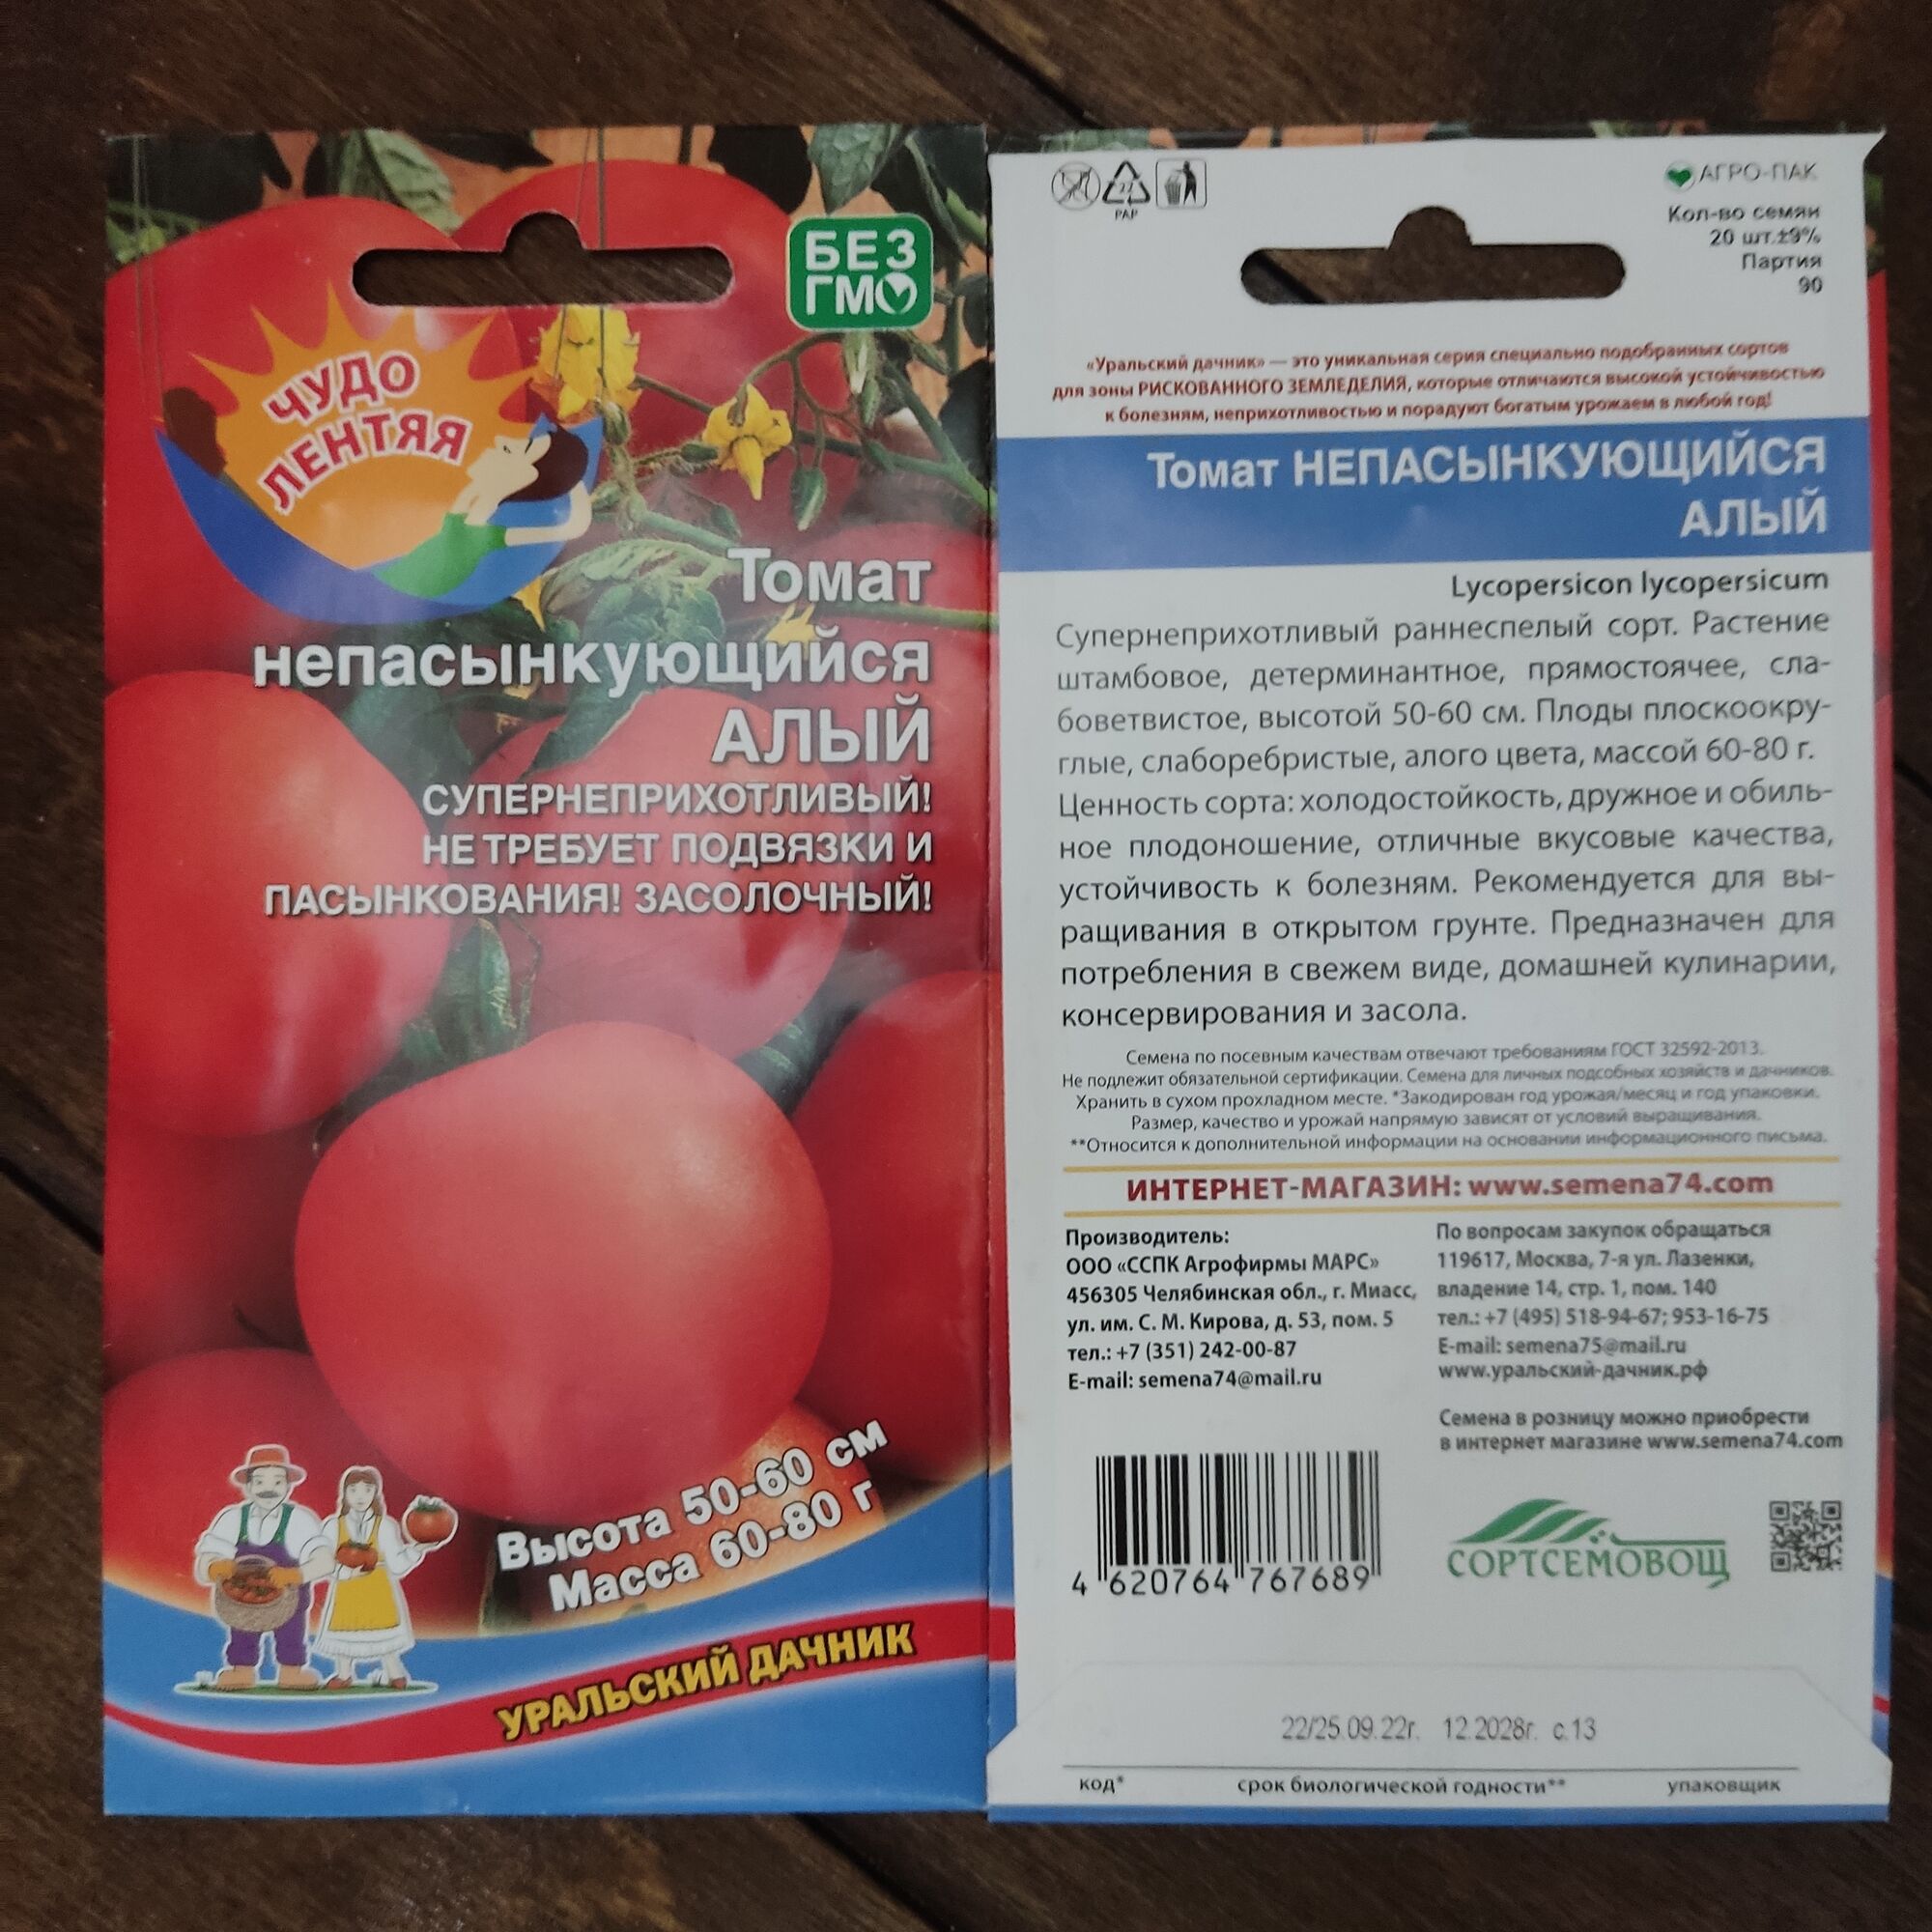 БЕЗ
ГМО
ЧУДО
ЛЕНТЯЯ
Томат
непасынкующийся
АЛЫЙ
СУПЕРНЕПРИХОТЛИВЫЙ!
НЕ ТРЕБУЕТ ПОДВЯЗКИ И
ПАСЫНКОВАНИЯ! ЗАСОЛОЧНЫЙ!
Высота 50-60 см
Масса 60-80 г
УРАЛЬСКИЙ ДАЧНИК
PAP
АГРО-ПАК
Кол-во семян
20 шт.±9%
Партия
90
«Уральский дачник» — это уникальная серия специально подобранных сортов
для зоны РИСКОВАННОГО ЗЕМЛЕДЕЛИЯ, которые отличаются высокой устойчивостью
к болезням, неприхотливостью и порадуют богатым урожаем в любой год!
Томат НЕПАСЫНКУЮЩИЙСЯ
АЛЫЙ
Lycopersicon lycopersicum
Супернеприхотливый раннеспелый сорт. Растение
штамбовое, детерминантное, прямостоячее, сла-
боветвистое, высотой 50-60 см. Плоды плоскоокру-
глые, слаборебристые, алого цвета, массой 60-80 г.
Ценность сорта: холодостойкость, дружное и обиль-
ное плодоношение, отличные вкусовые качества,
устойчивость к болезням. Рекомендуется для вы-
ращивания в открытом грунте. Предназначен для
потребления в свежем виде, домашней кулинарии,
консервирования и засола.
Семена по посевным качествам отвечают требованиям ГОСТ 32592-2013.
Не подлежит обязательной сертификации. Семена для личных подсобных хозяйств и дачников.
Хранить в сухом прохладном месте. *Закодирован год урожая/месяц и год упаковки.
Размер, качество и урожай напрямую зависят от условий выращивания.
**Относится к дополнительной информации на основании информационного письма.
ИНТЕРНЕТ-МАГАЗИН: www.semena74.com
Производитель:
ООО «ССПК Агрофирмы МАРС»
456305 Челябинская обл., г. Миасс,
ул. им. С. М. Кирова, д. 53, пом. 5
тел.: +7 (351) 242-00-87
E-mail: semena74@mail.ru
По вопросам закупок обращаться
119617, Москва, 7-я ул. Лазенки,
владение 14, стр. 1, пом. 140
тел.: +7 (495) 518-94-67; 953-16-75
E-mail: semena75@mail.ru
www.уральский-дачник.рф
Семена в розницу можно приобрести
в интернет магазине www.semena74.com
4 620764 767689
СОРТСЕМОВОЩ
22/25.09.22г. 12.2028г. с.13
код* срок биологической годности** упаковщик